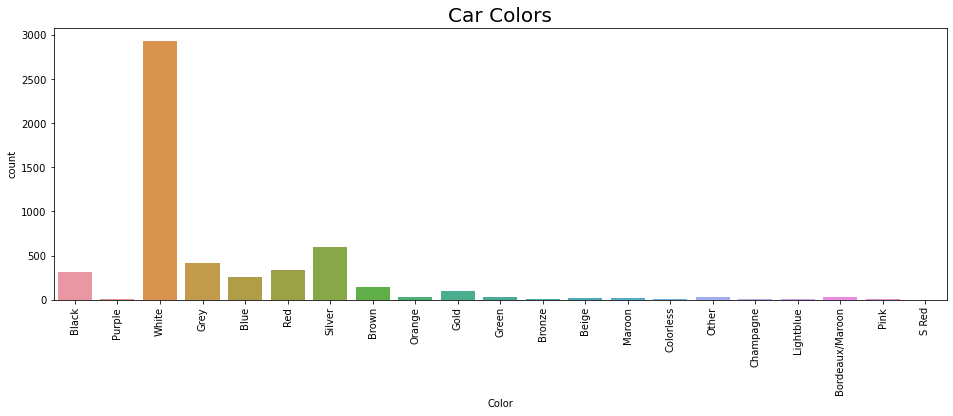 Car Colors
3000
2500
2000
1500
1000
500
0
count
Black
Purple
White
Grey
Blue
Red
Silver
Brown
Orange
Gold
Green
Bronze
Beige
Maroon
Colorless
Other
Champagne
Lightblue
Bordeaux/Maroon
Pink
S Red
Color